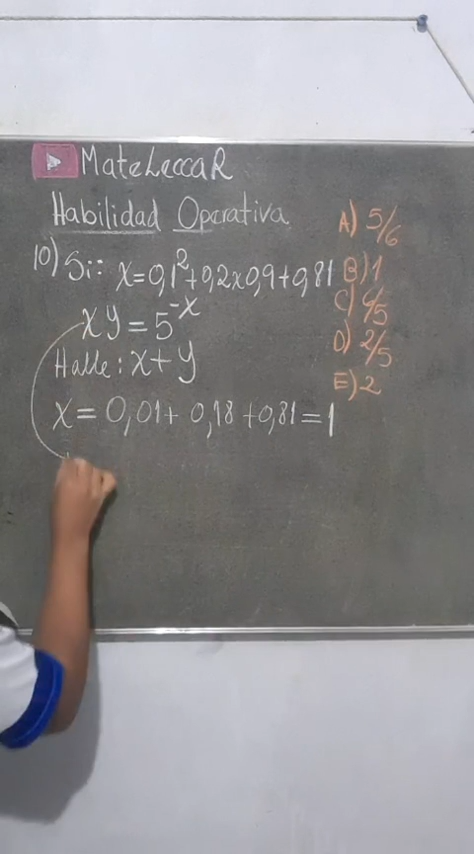 MateLeccaR
Habilidad Operativa
10) Si: x=0,1²+0,2x0,9+0,81
xy=5⁻ˣ
Halle: x+y
x=0,01+0,18+0,81=1
A) 5/6
B) 1
C) 6/5
D) 2/5
E) 2